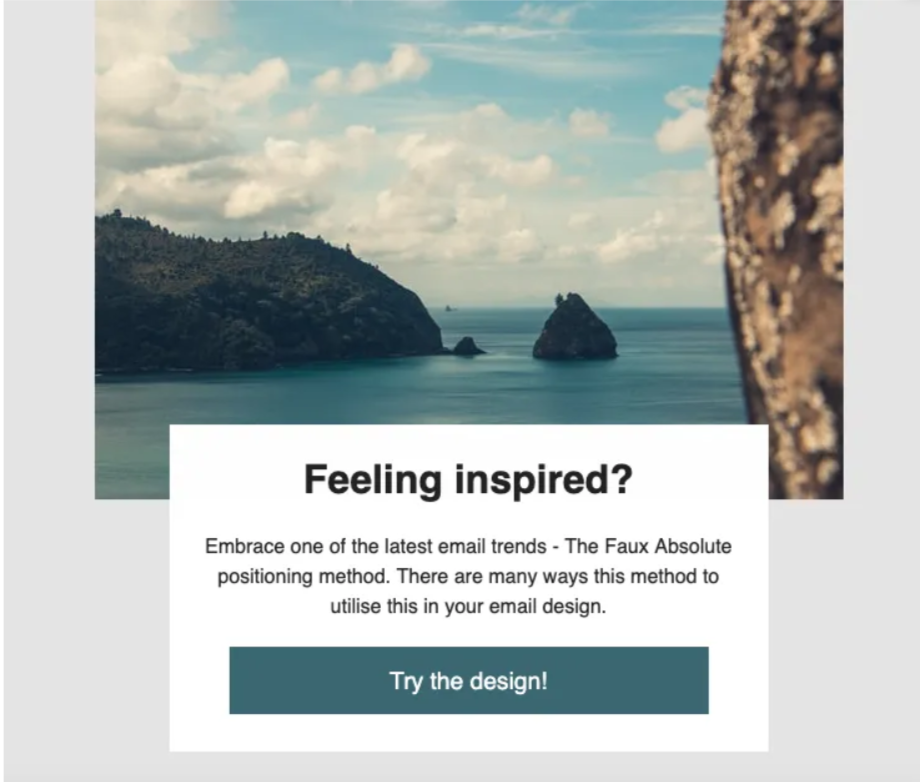 Feeling inspired?
Embrace one of the latest email trends - The Faux Absolute
positioning method. There are many ways this method to
utilise this in your email design.
Try the design!